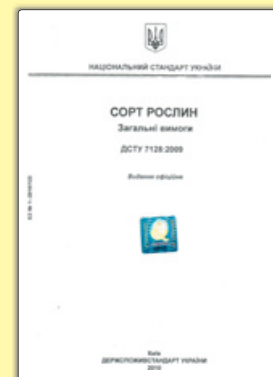 НАЦІОНАЛЬНИЙ СТАНДАРТ УКРАЇНИ
СОРТ РОСЛИН
Загальні вимоги
ДСТУ 7128:2009
Видання офіційне
Q
Київ
ДЕРЖСПОЖИВСТАНДАРТ УКРАЇНИ
2010